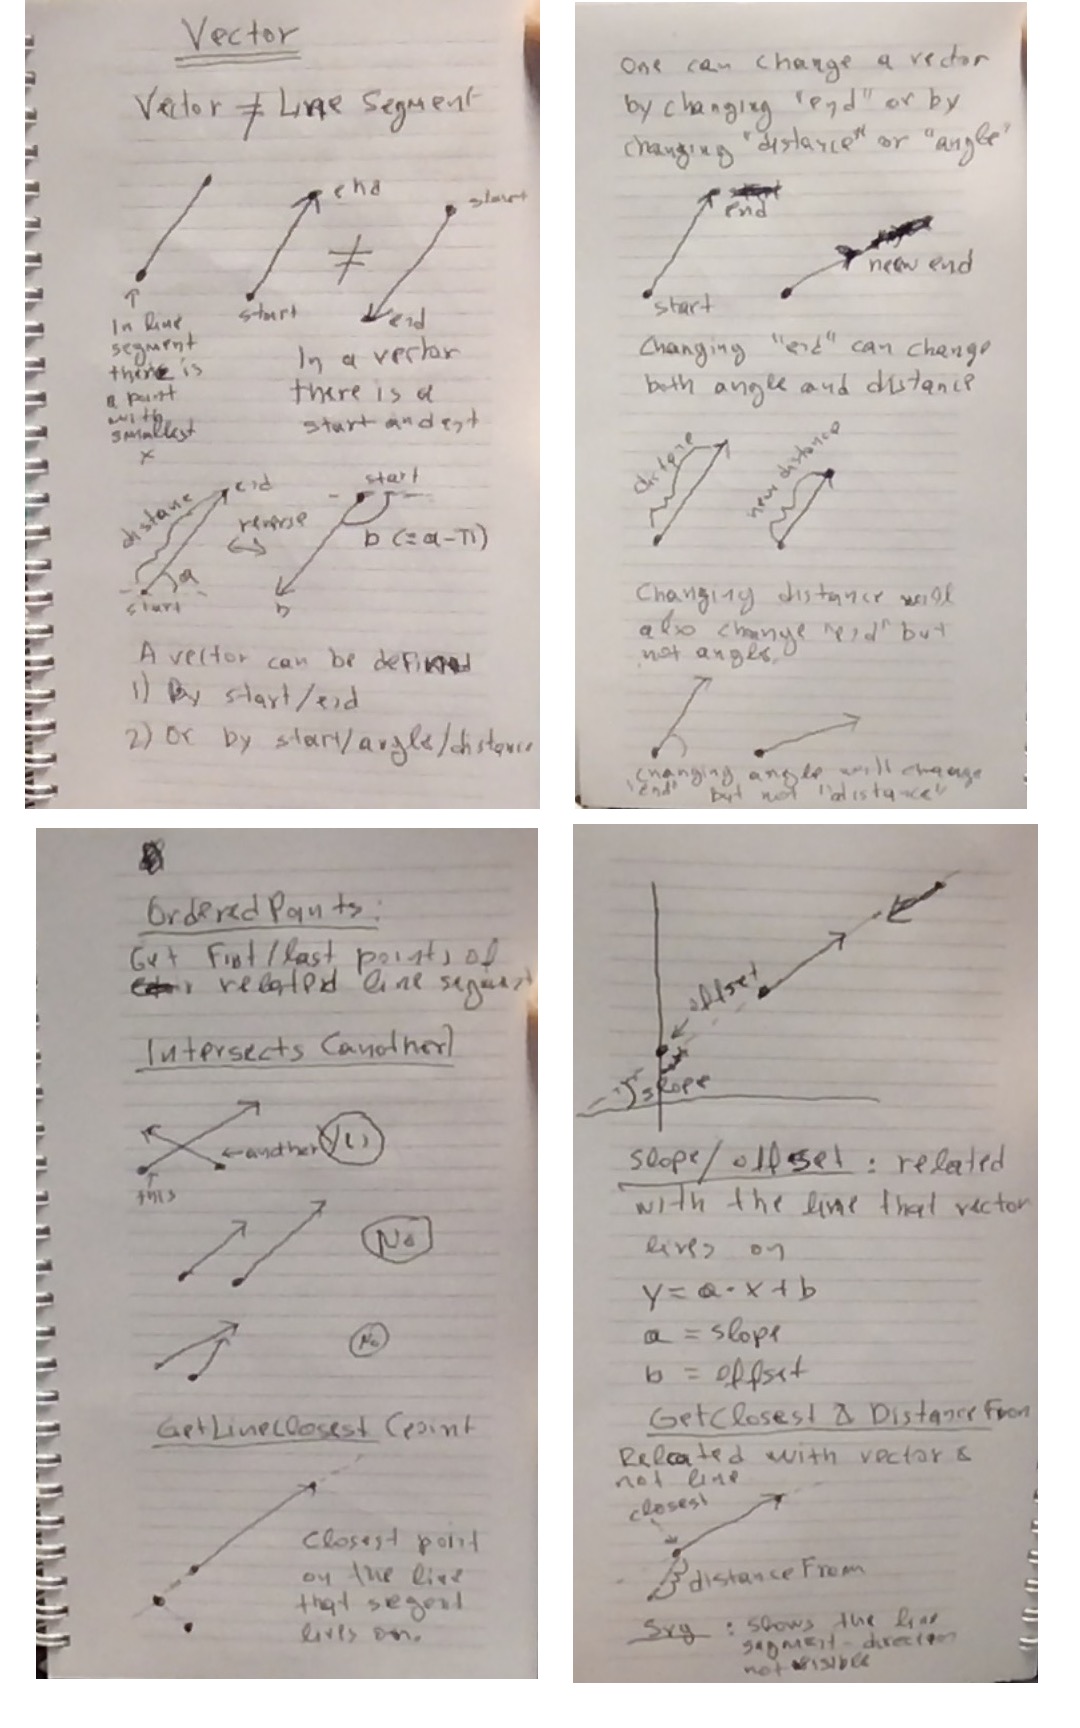 Vector
Vector ≠ Line Segment
end
start
≠
start
end
In line
segment
there is
a point
with
smallest
x
In a vector
there is a
start and end
distance
end
a
start
reverse
start
b (= a - π)
b
A vector can be defined
1) By start/end
2) Or by start/angle/distance
One can change a vector
by changing "end" or by
changing "distance" or "angle"
end
start
new end
Changing "end" can change
both angle and distance
distance
new distance
Changing distance will
also change "end" but
not angle.
Changing angle will change
"end" but not "distance"
Ordered Points:
Get First/last points of
related line segment
Intersects (another)
Yes
another
this
No
No
GetLineClosest (point
Closest point
on the line
that segent
lives on.
offset
slope
slope/offset : related
with the line that vector
lives on
y = a · x + b
a = slope
b = offset
GetClosest & DistanceFrom
Related with vector &
not line
closest
distanceFrom
Svg : shows the line
segment - direction
not visible